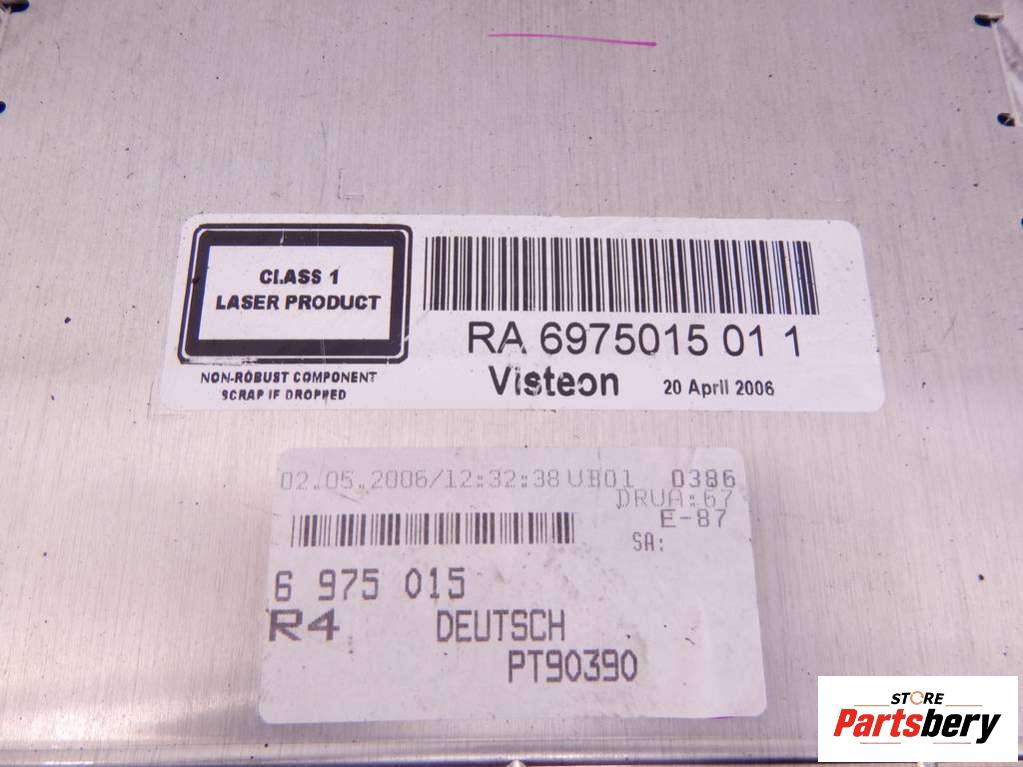 CLASS 1
LASER PRODUCT
NON-ROBUST COMPONENT
SCRAP IF DROPPED
RA 6975015 01 1
Visteon 20 April 2006
02.05.2006/12:32:38 UB01 0386
DRVA:67
E-87
SA:
6 975 015
R4 DEUTSCH
PT90390
STORE
Partsbery